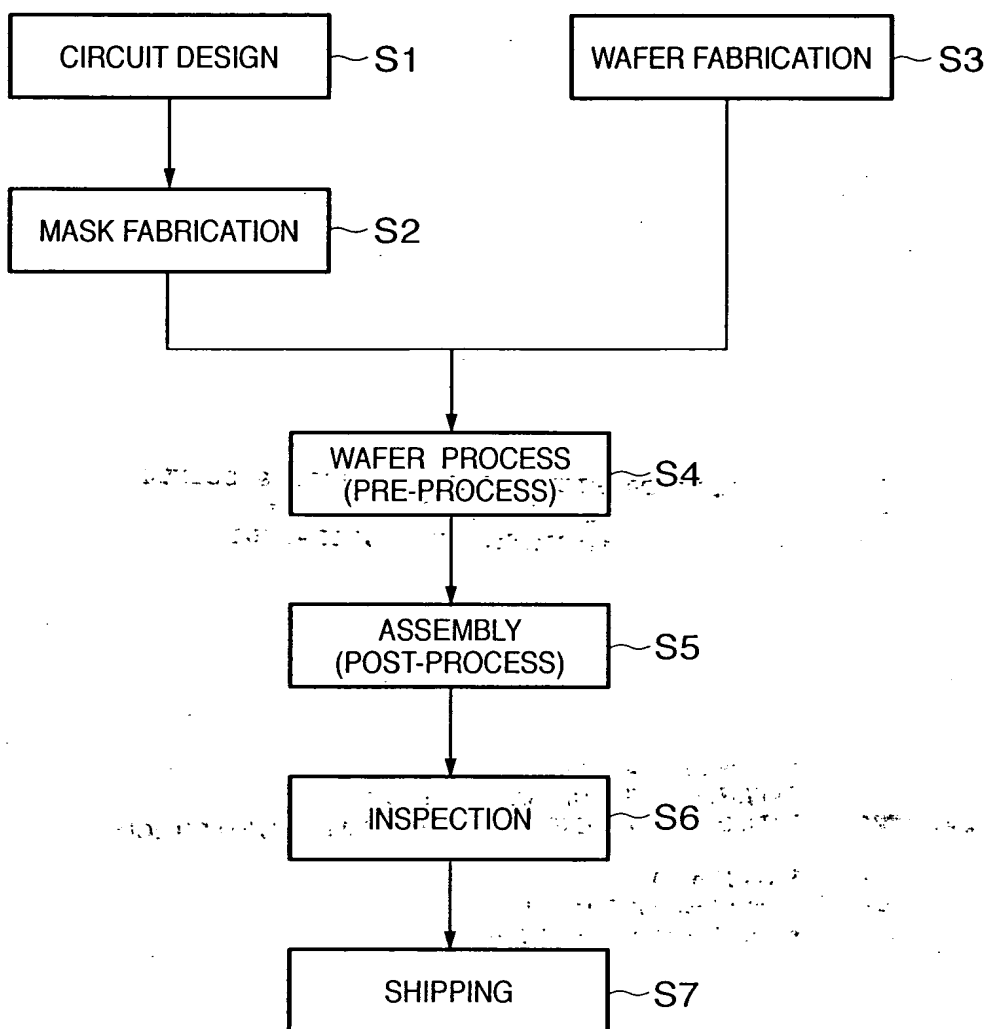 CIRCUIT DESIGN
S1
WAFER FABRICATION
S3
MASK FABRICATION
S2
WAFER PROCESS
(PRE-PROCESS)
S4
ASSEMBLY
(POST-PROCESS)
S5
INSPECTION
S6
SHIPPING
S7